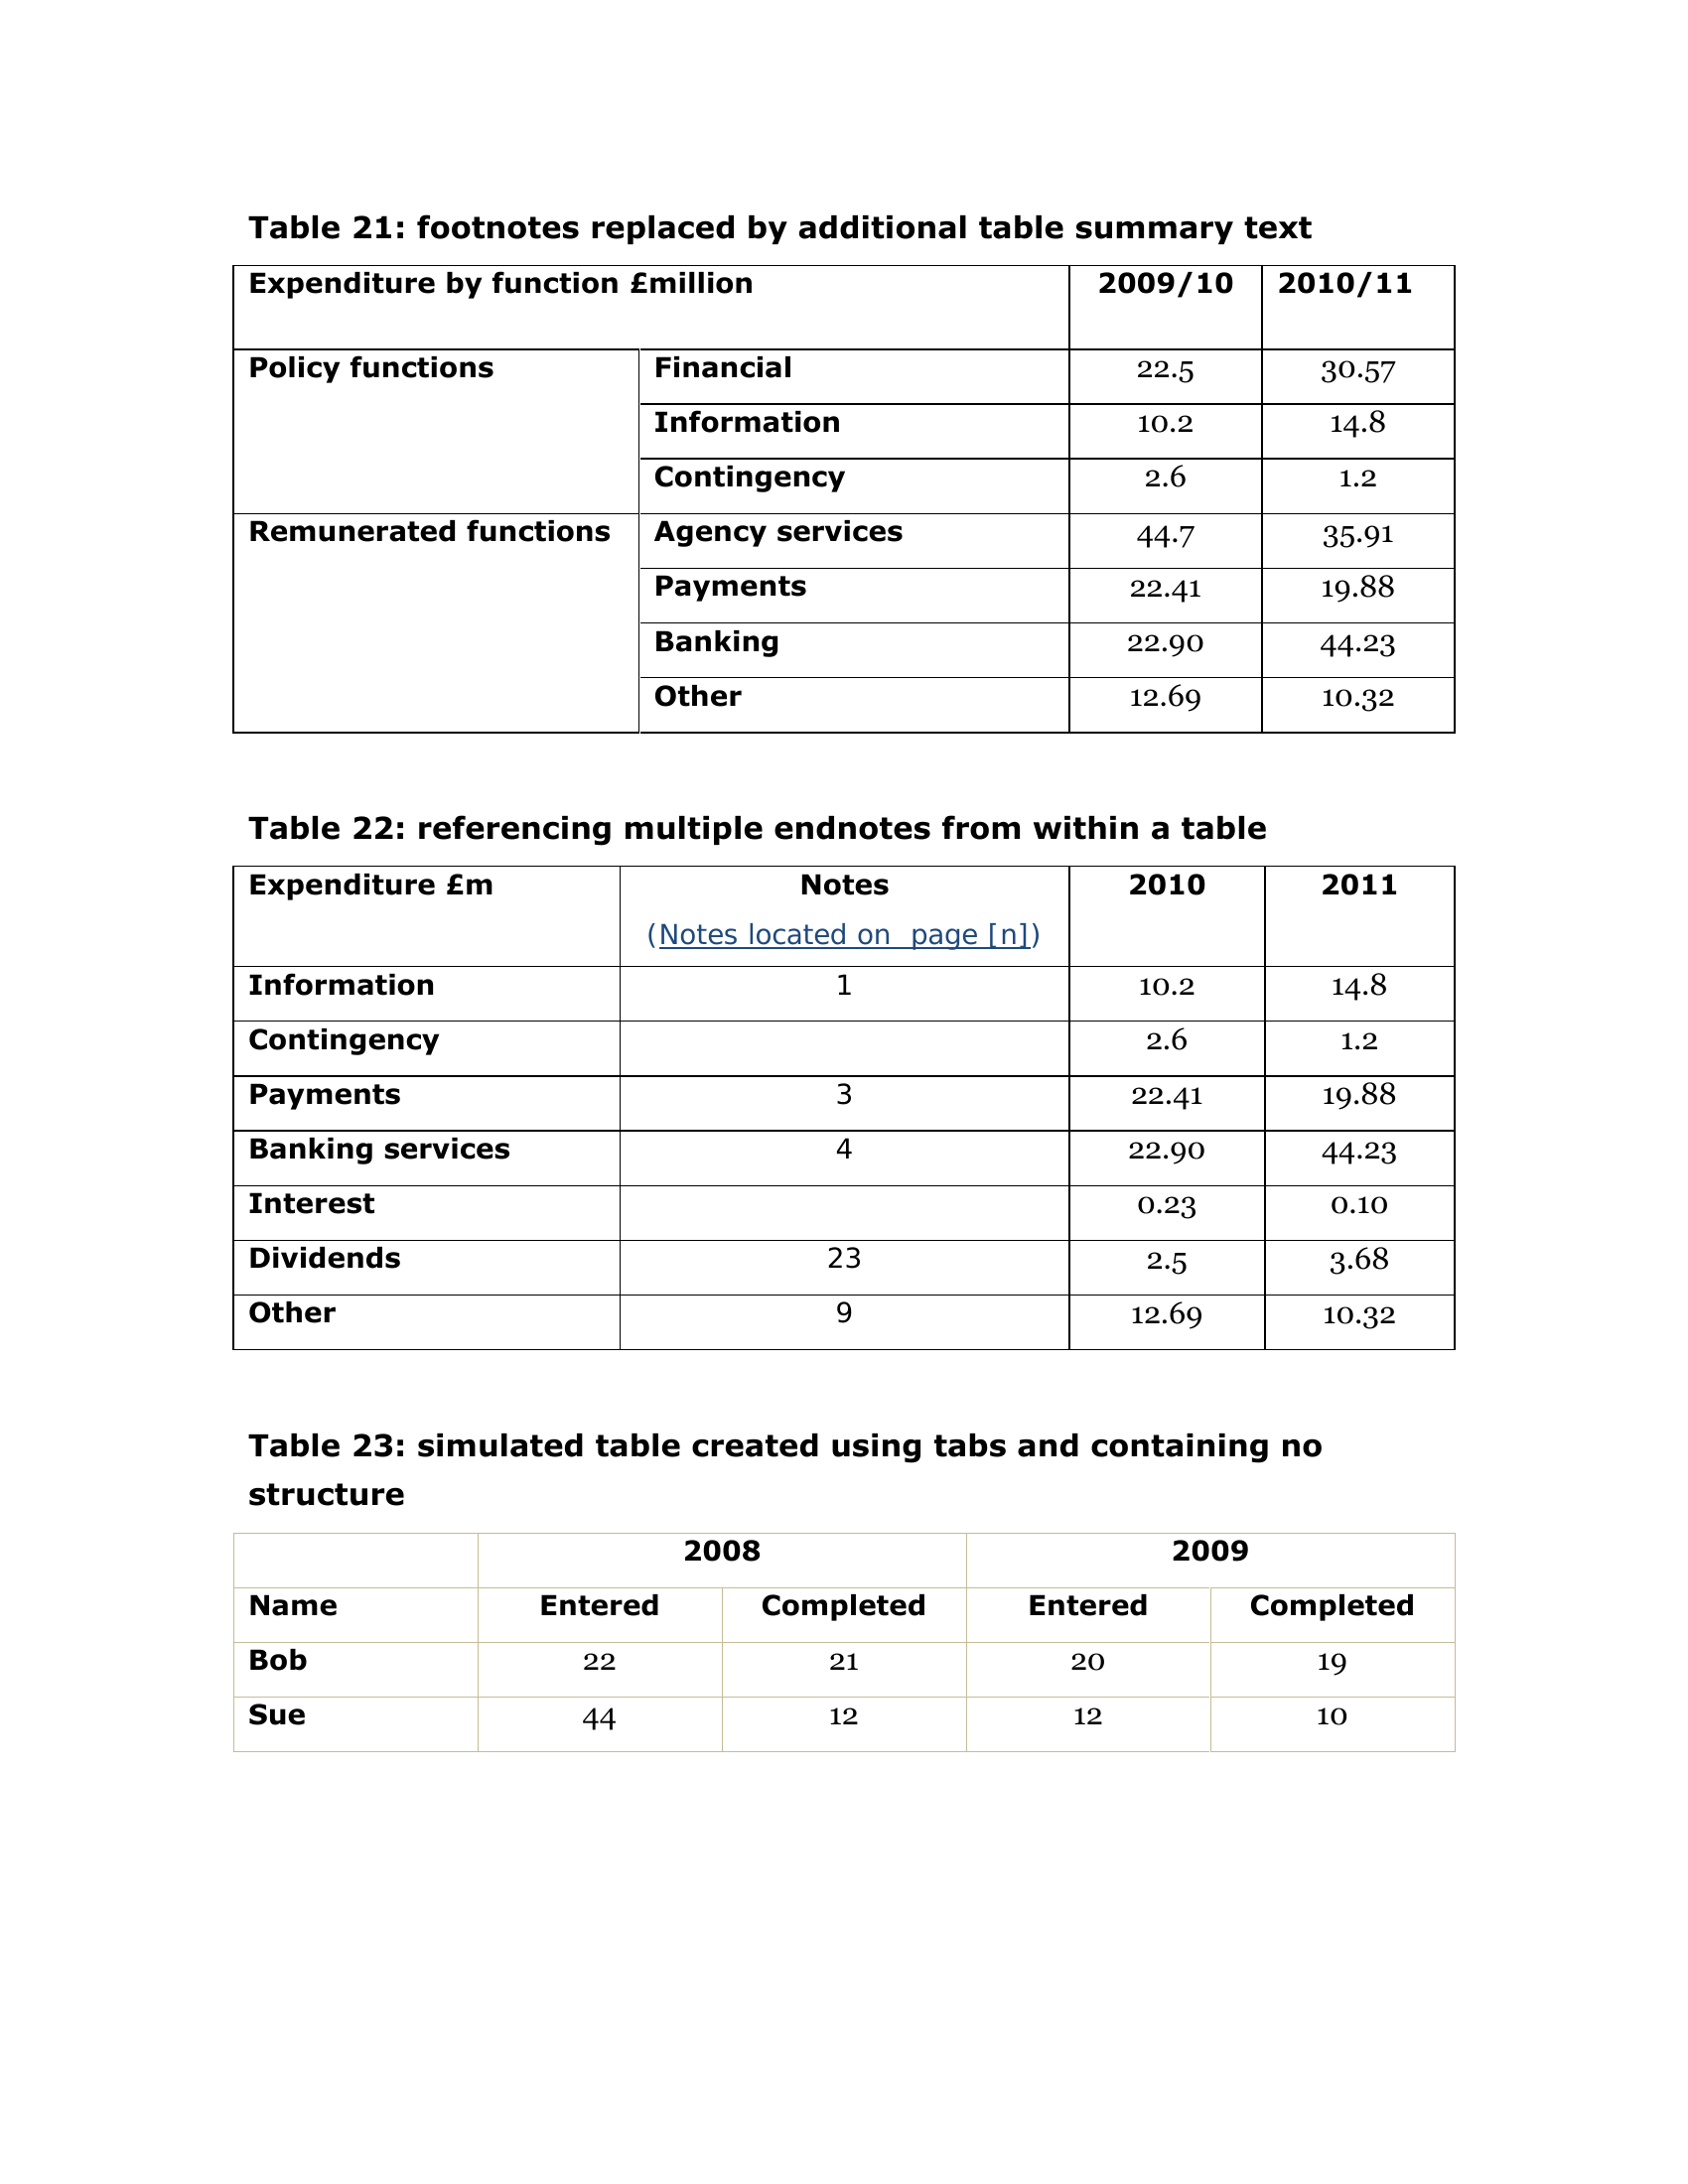 Table 21: footnotes replaced by additional table summary text
Expenditure by function £million 2009/10 2010/11
Policy functions Financial 22.5 30.57
Information 10.2 14.8
Contingency 2.6 1.2
Remunerated functions Agency services 44.7 35.91
Payments 22.41 19.88
Banking 22.90 44.23
Other 12.69 10.32
Table 22: referencing multiple endnotes from within a table
Expenditure £m Notes 2010 2011
(Notes located on  page [n])
Information 1 10.2 14.8
Contingency 2.6 1.2
Payments 3 22.41 19.88
Banking services 4 22.90 44.23
Interest 0.23 0.10
Dividends 23 2.5 3.68
Other 9 12.69 10.32
Table 23: simulated table created using tabs and containing no
structure
2008 2009
Name Entered Completed Entered Completed
Bob 22 21 20 19
Sue 44 12 12 10